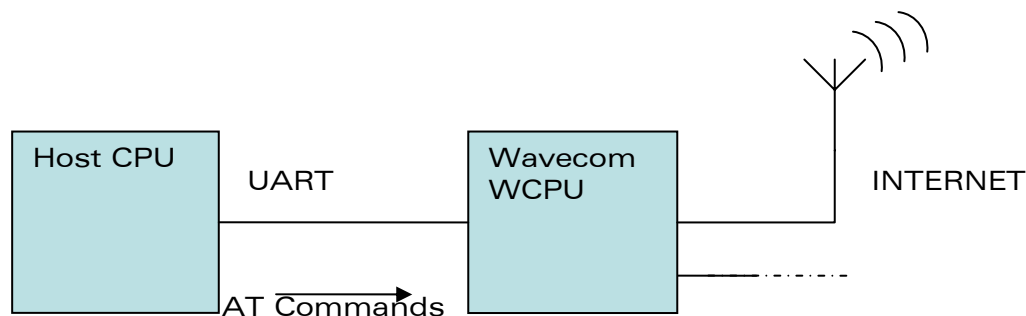 Host CPU
UART
Wavecom
WCPU
INTERNET
AT Commands